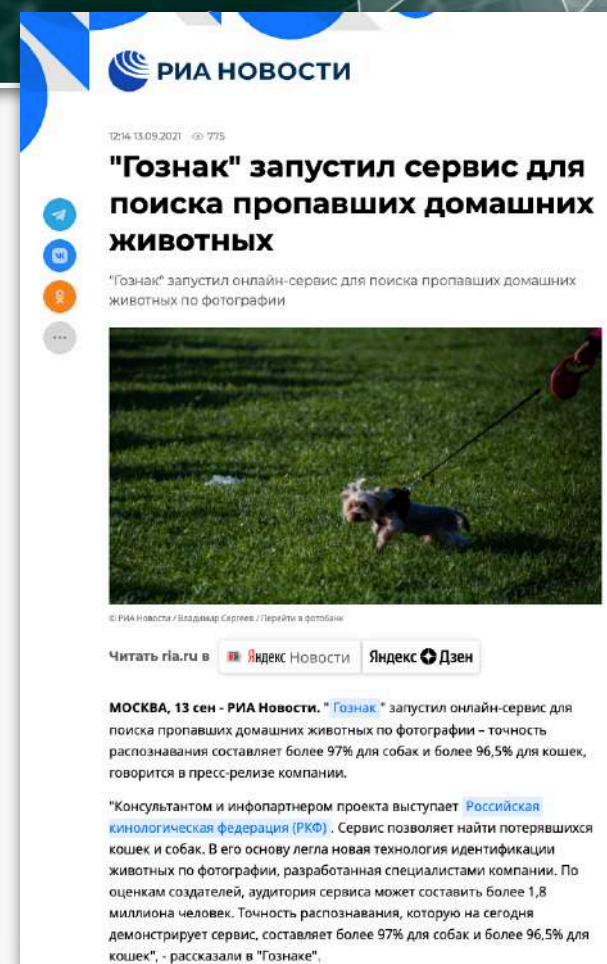 РИА НОВОСТИ
12:14 13.09.2021 775
"Гознак" запустил сервис для
поиска пропавших домашних
животных
"Гознак" запустил онлайн-сервис для поиска пропавших домашних
животных по фотографии
© РИА Новости / Владимир Сергеев / Перейти в фотобанк
Читать ria.ru в Яндекс Новости Яндекс Дзен
МОСКВА, 13 сен - РИА Новости. "Гознак" запустил онлайн-сервис для
поиска пропавших домашних животных по фотографии – точность
распознавания составляет более 97% для собак и более 96,5% для кошек,
говорится в пресс-релизе компании.
"Консультантом и инфопартнером проекта выступает Российская
кинологическая федерация (РКФ) . Сервис позволяет найти потерявшихся
кошек и собак. В его основу легла новая технология идентификации
животных по фотографии, разработанная специалистами компании. По
оценкам создателей, аудитория сервиса может составить более 1,8
миллиона человек. Точность распознавания, которую на сегодня
демонстрирует сервис, составляет более 97% для собак и более 96,5% для
кошек", - рассказали в "Гознаке".